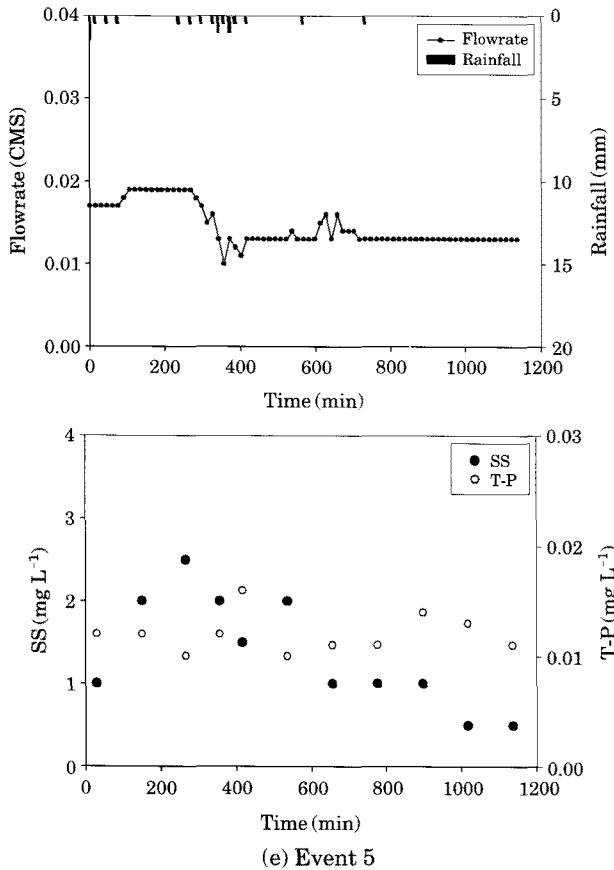 0.04
0.03
0.02
0.01
0.00
Flowrate (CMS)
0
5
10
15
20
Rainfall (mm)
Flowrate
Rainfall
0 200 400 600 800 1000 1200
Time (min)
4
3
2
1
0
SS (mg L⁻¹)
0.03
0.02
0.01
0.00
T-P (mg L⁻¹)
SS
T-P
0 200 400 600 800 1000 1200
Time (min)
(e) Event 5